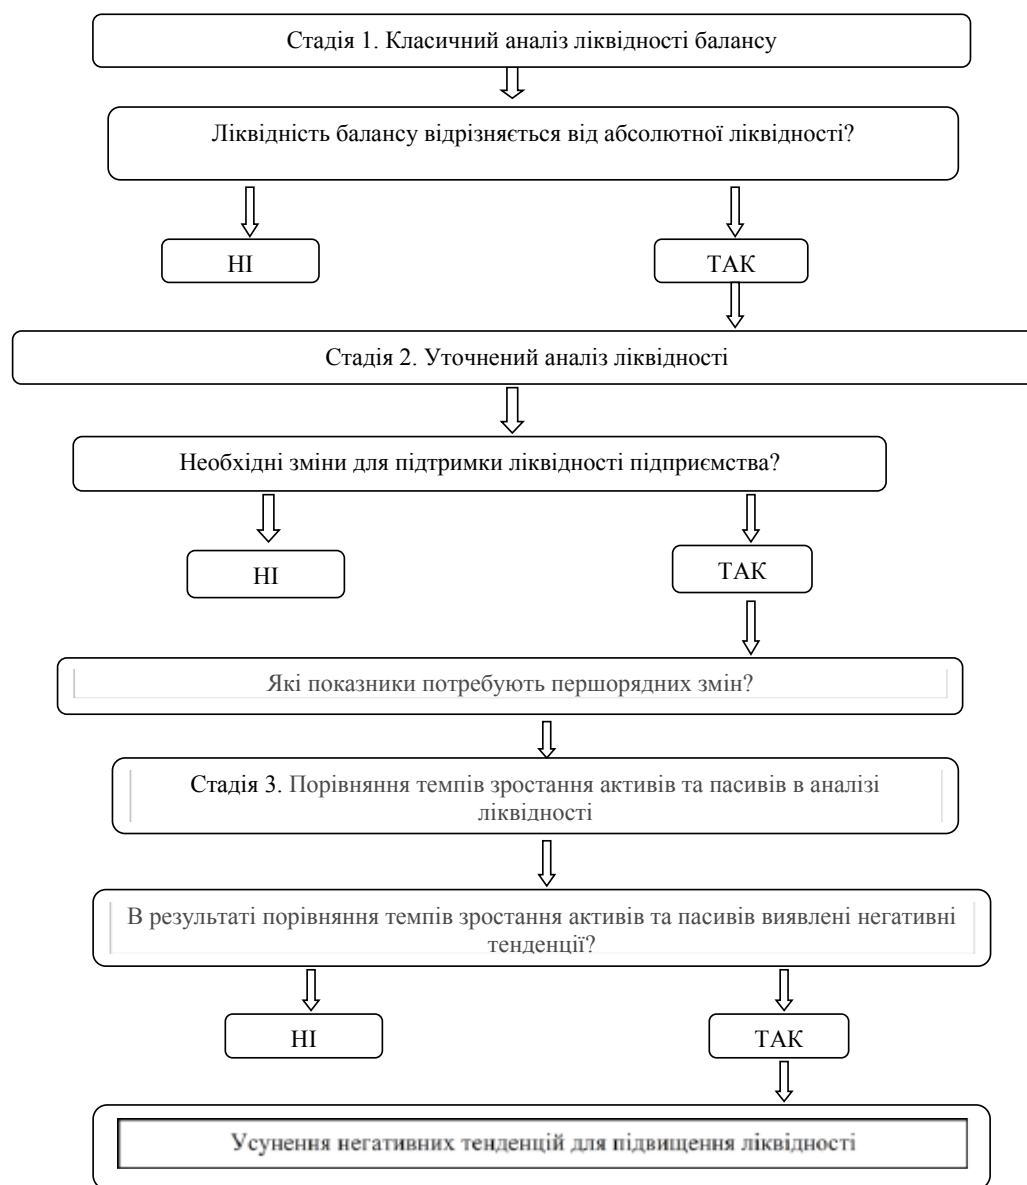 Стадія 1. Класичний аналіз ліквідності балансу
Ліквідність балансу відрізняється від абсолютної ліквідності?
НІ
ТАК
Стадія 2. Уточнений аналіз ліквідності
Необхідні зміни для підтримки ліквідності підприємства?
НІ
ТАК
Які показники потребують першорядних змін?
Стадія 3. Порівняння темпів зростання активів та пасивів в аналізі
ліквідності
В результаті порівняння темпів зростання активів та пасивів виявлені негативні
тенденції?
НІ
ТАК
Усунення негативних тенденцій для підвищення ліквідності